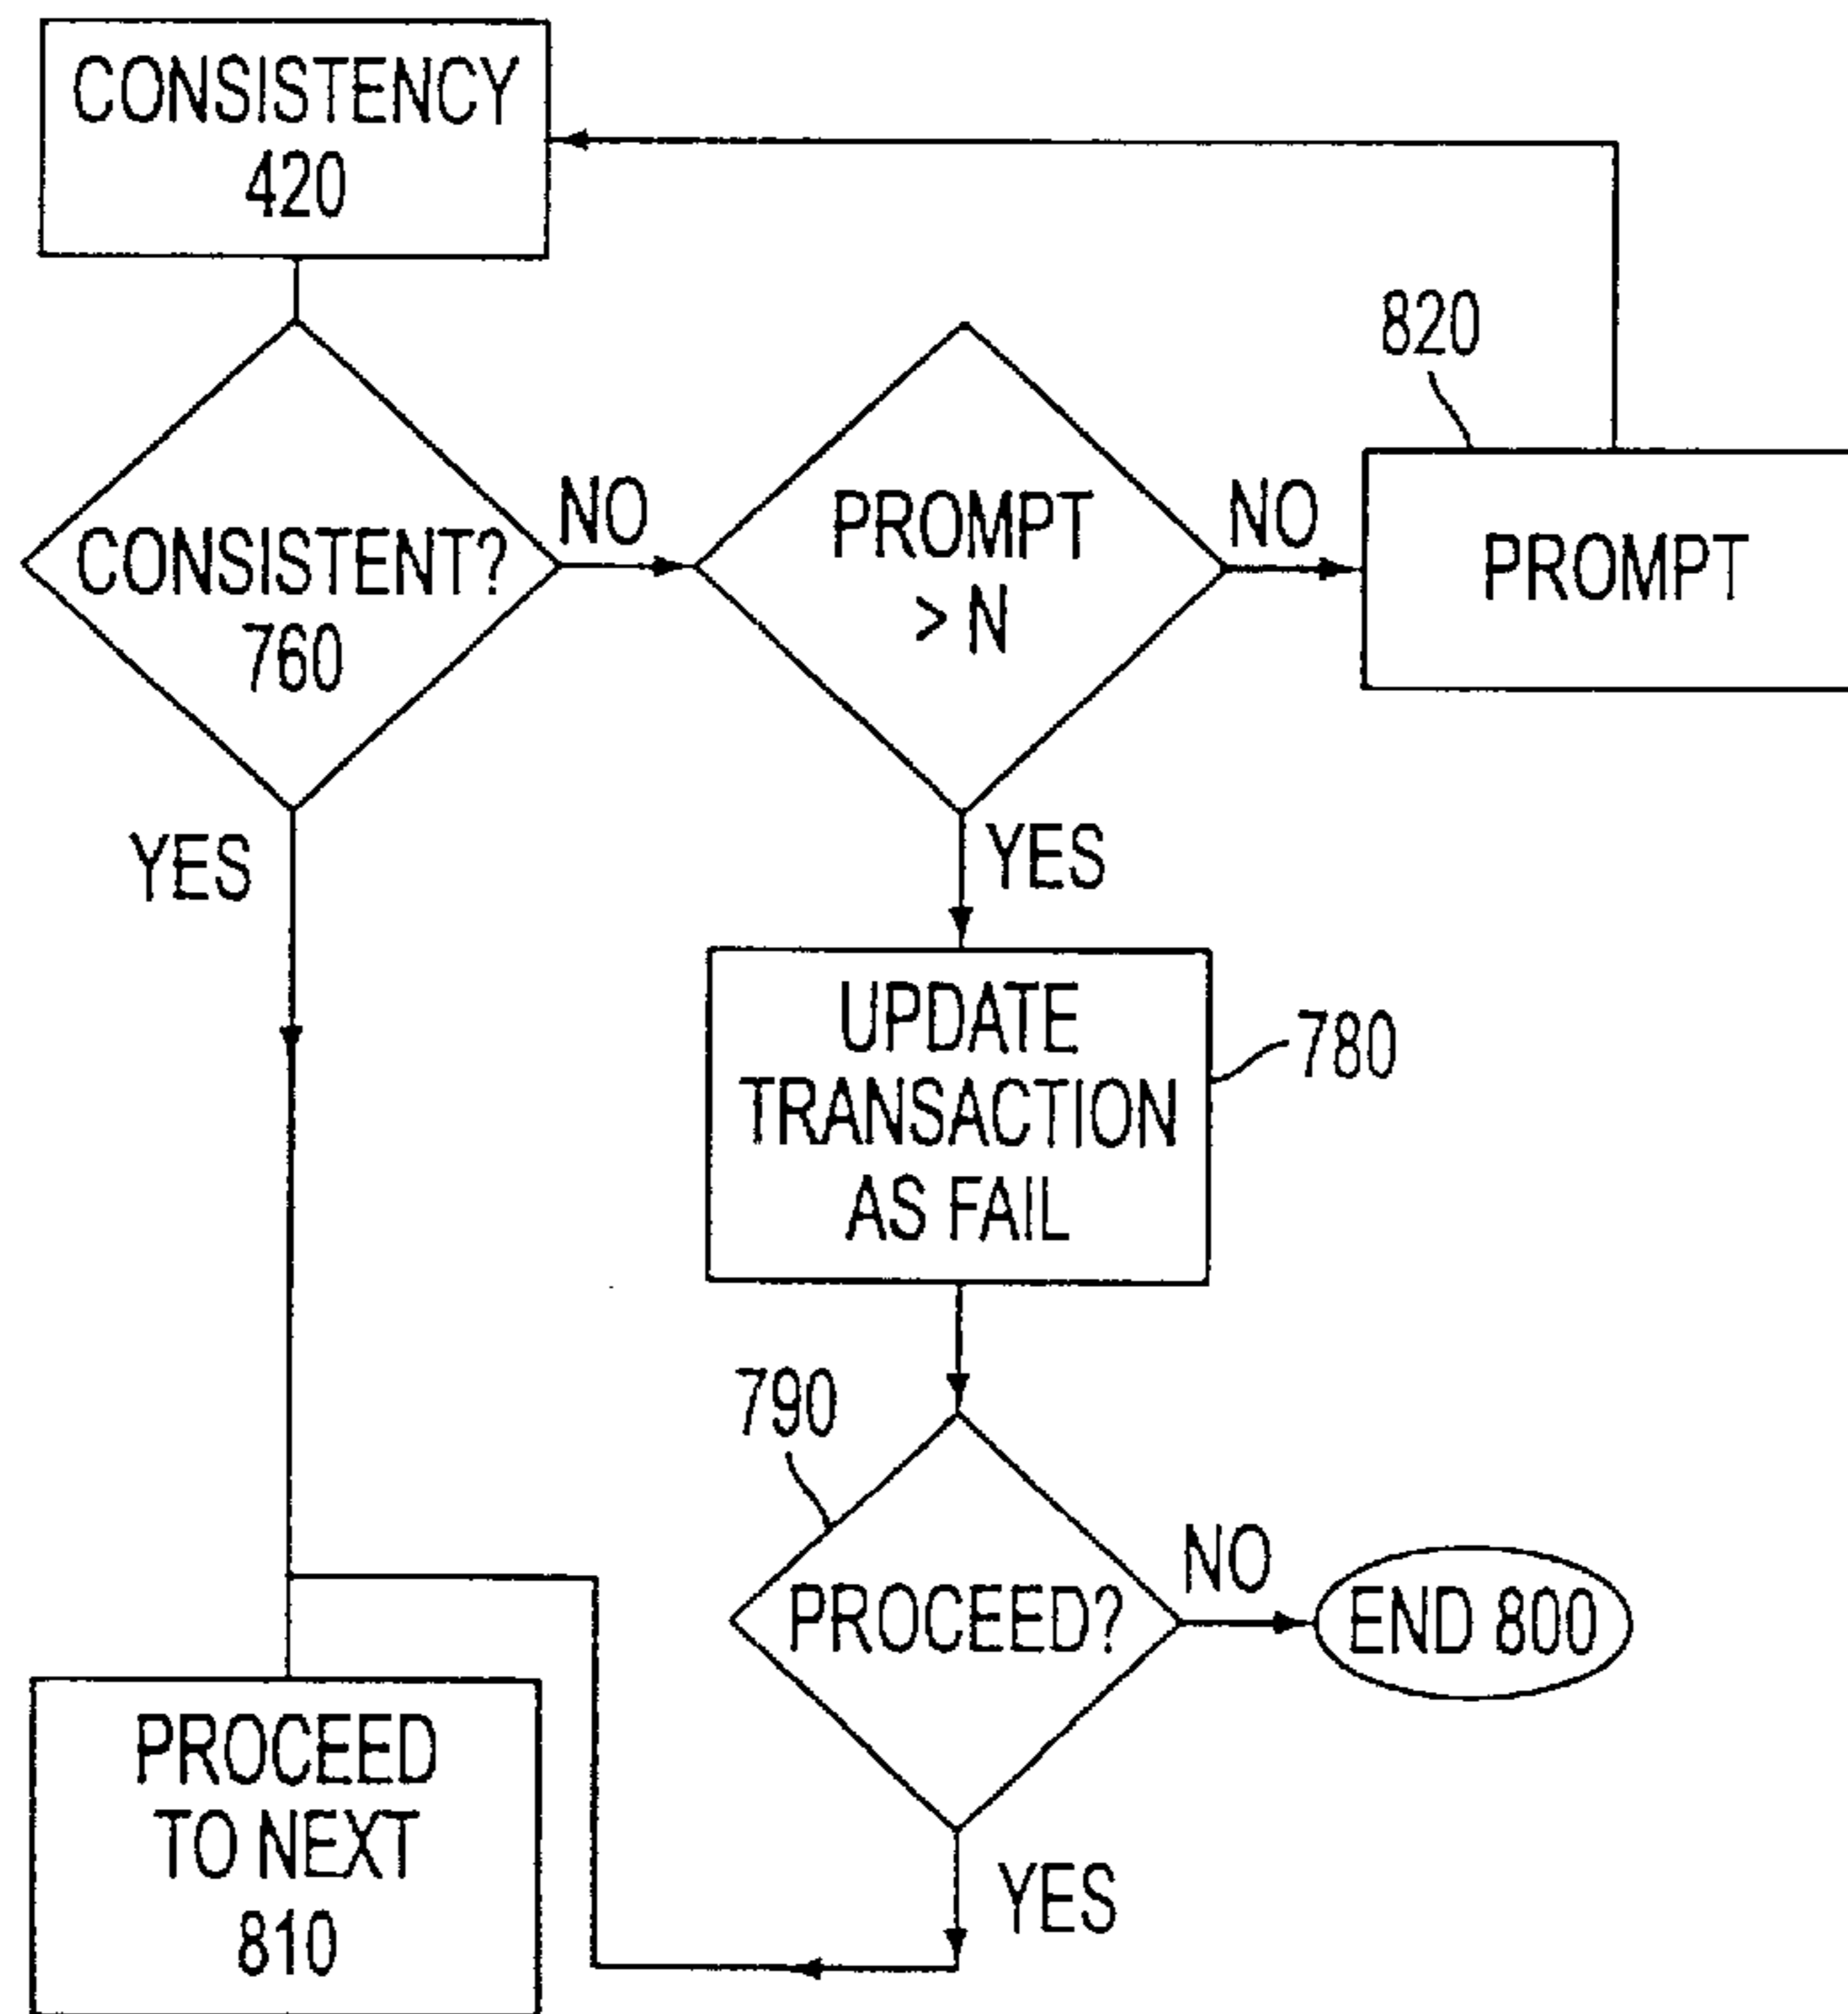 CONSISTENCY
420
820
CONSISTENT?
760
NO
PROMPT
> N
NO
PROMPT
YES
YES
UPDATE
TRANSACTION
AS FAIL
780
790
PROCEED?
NO
END 800
YES
PROCEED
TO NEXT
810